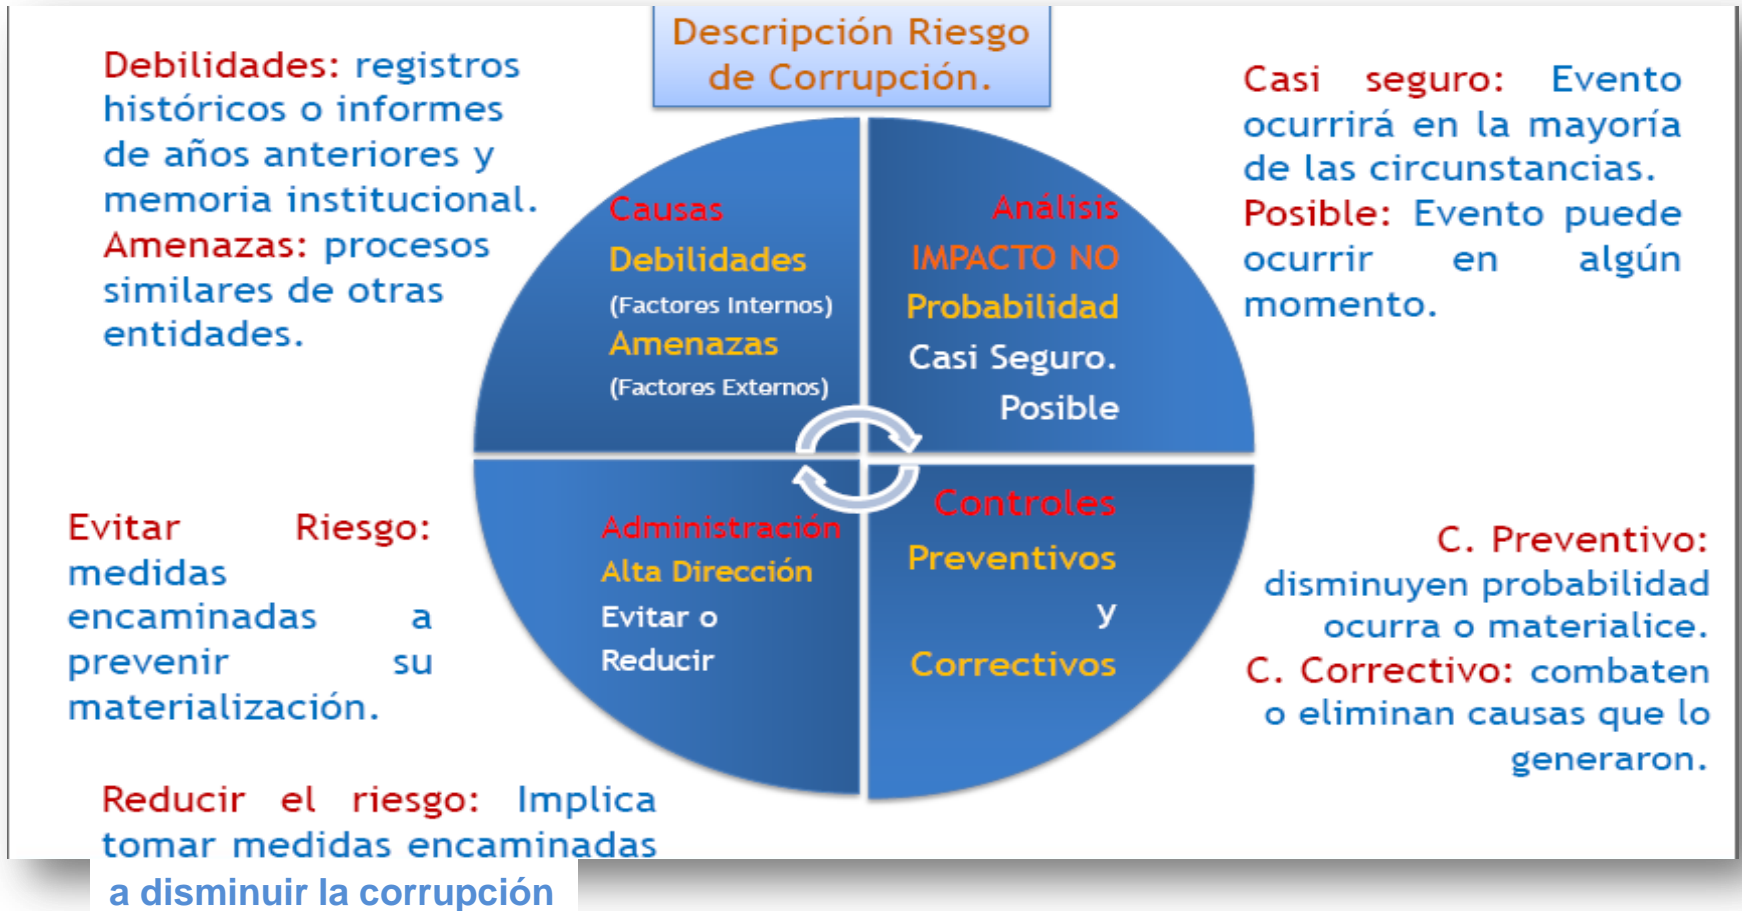 Descripción Riesgo
de Corrupción.
Debilidades: registros
históricos o informes
de años anteriores y
memoria institucional.
Amenazas: procesos
similares de otras
entidades.
Causas
Debilidades
(Factores Internos)
Amenazas
(Factores Externos)
Análisis
IMPACTO NO
Probabilidad
Casi Seguro.
Posible
Casi seguro: Evento
ocurrirá en la mayoría
de las circunstancias.
Posible: Evento puede
ocurrir en algún
momento.
Evitar Riesgo:
medidas
encaminadas a
prevenir su
materialización.
Administración
Alta Dirección
Evitar o
Reducir
Controles
Preventivos
y
Correctivos
C. Preventivo:
disminuyen probabilidad
ocurra o materialice.
C. Correctivo: combaten
o eliminan causas que lo
generaron.
Reducir el riesgo: Implica
tomar medidas encaminadas
a disminuir la corrupción